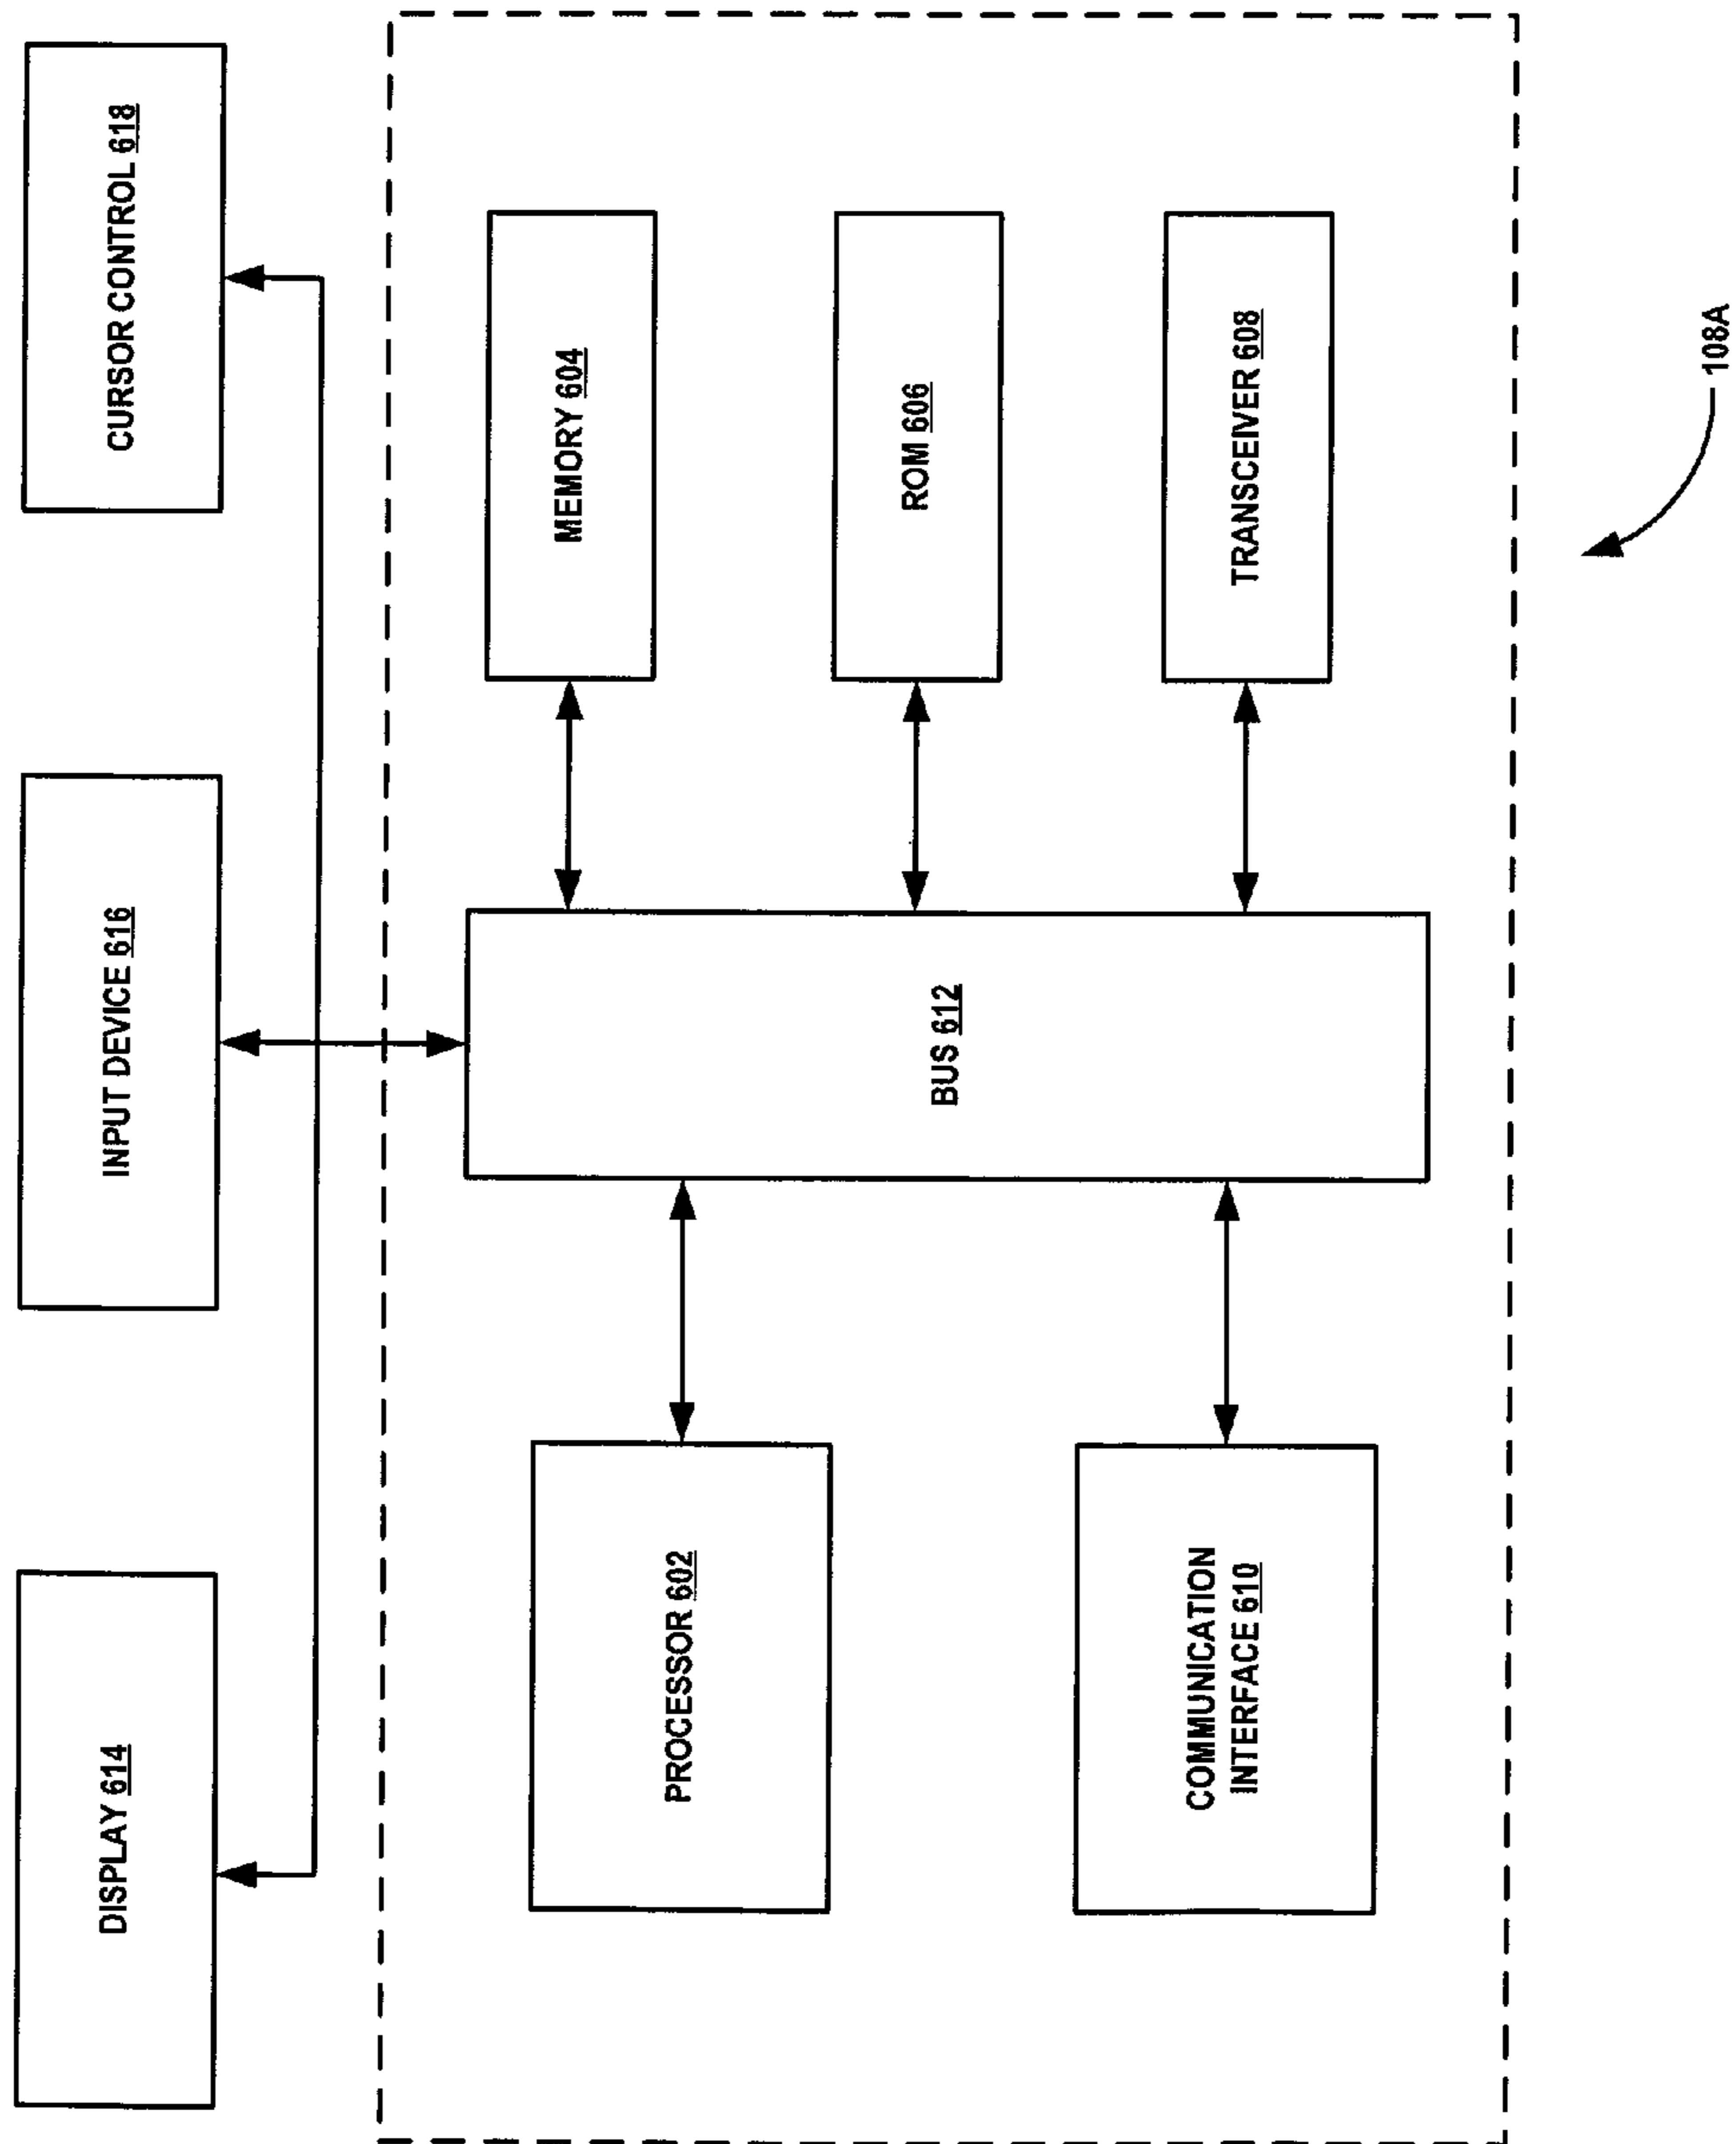 DISPLAY 614
INPUT DEVICE 616
CURSOR CONTROL 618
PROCESSOR 602
COMMUNICATION
INTERFACE 610
BUS 612
MEMORY 604
ROM 606
TRANSCEIVER 608
108A